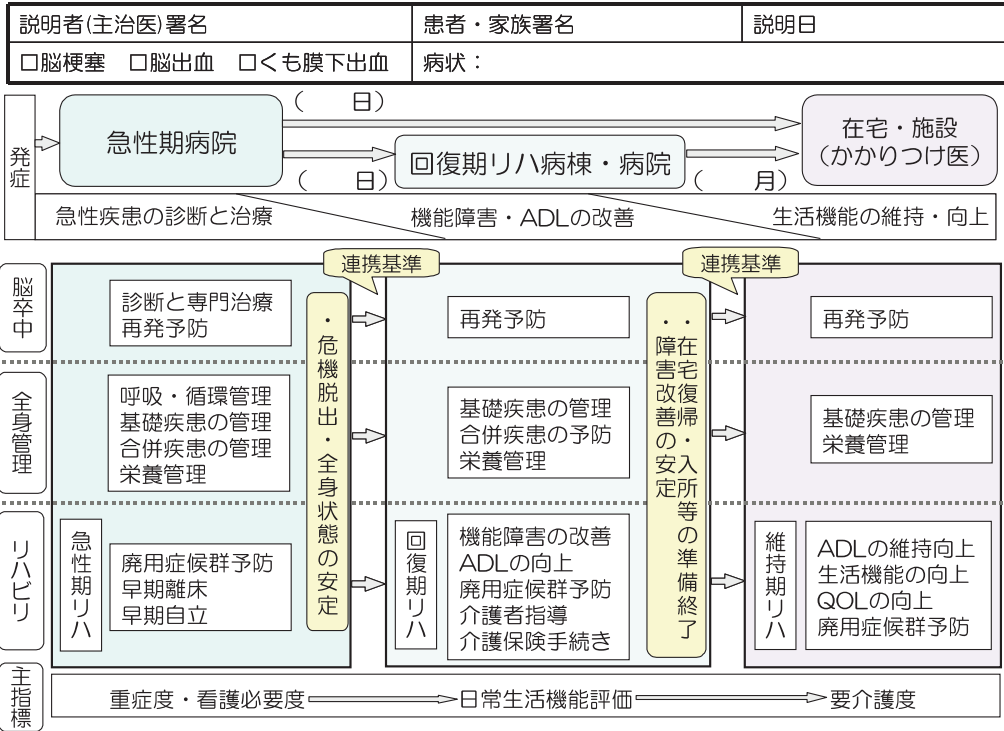 説明者(主治医)署名
患者・家族署名
説明日
□脳梗塞 □脳出血 □くも膜下出血
病状：
発症
急性期病院
（　　日）
（　　日）
回復期リハ病棟・病院
（　　月）
在宅・施設
（かかりつけ医）
急性疾患の診断と治療
機能障害・ADLの改善
生活機能の維持・向上
連携基準
連携基準
脳卒中
診断と専門治療
再発予防
再発予防
再発予防
・危機脱出・全身状態の安定
・在宅復帰・入所等の準備終了
・障害改善の安定
全身管理
呼吸・循環管理
基礎疾患の管理
合併疾患の管理
栄養管理
基礎疾患の管理
合併疾患の予防
栄養管理
基礎疾患の管理
栄養管理
リハビリ
急性期リハ
廃用症候群予防
早期離床
早期自立
回復期リハ
機能障害の改善
ADLの向上
廃用症候群予防
介護者指導
介護保険手続き
維持期リハ
ADLの維持向上
生活機能の向上
QOLの向上
廃用症候群予防
主指標
重症度・看護必要度
日常生活機能評価
要介護度